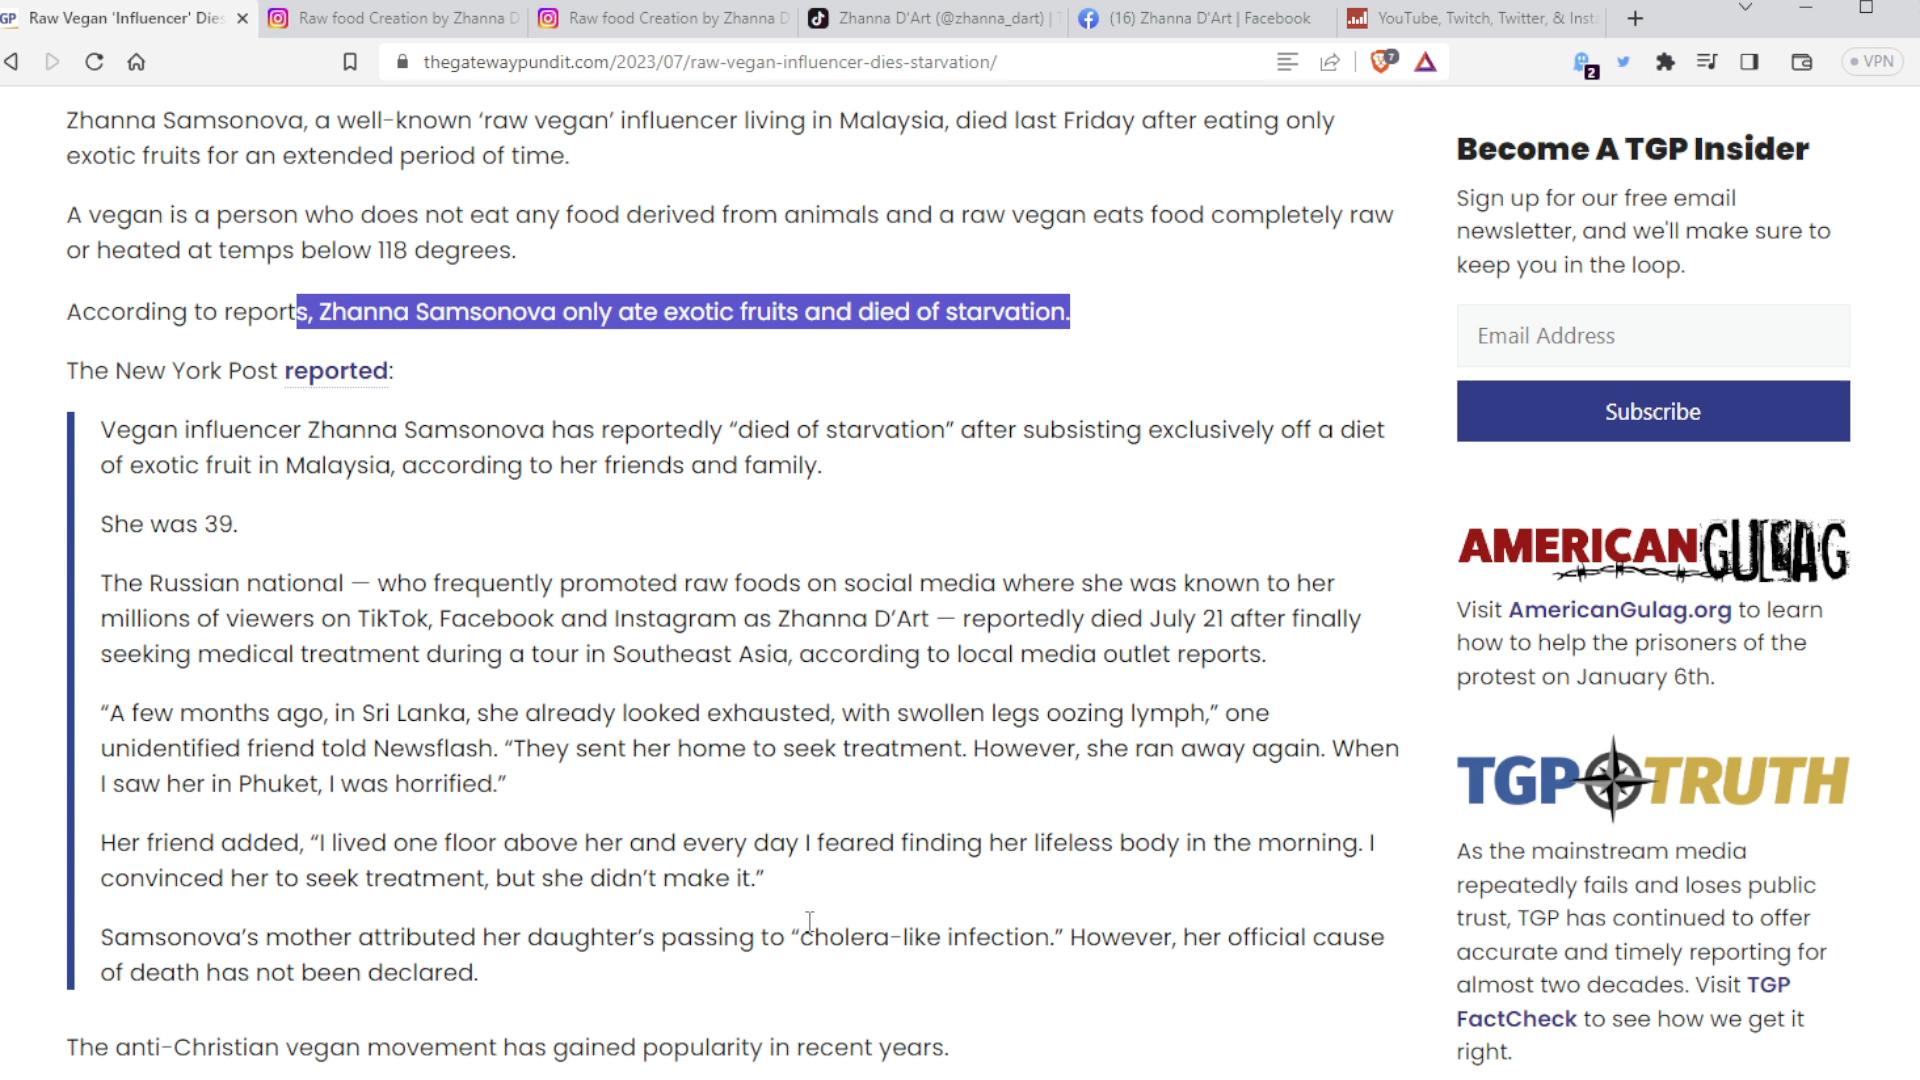 GP Raw Vegan 'Influencer' Dies
Raw food Creation by Zhanna D
Raw food Creation by Zhanna D
Zhanna D'Art (@zhanna_dart) |
(16) Zhanna D'Art | Facebook
YouTube, Twitch, Twitter, & Insta
thegatewaypundit.com/2023/07/raw-vegan-influencer-dies-starvation/
7
2
VPN
Zhanna Samsonova, a well-known ‘raw vegan’ influencer living in Malaysia, died last Friday after eating only
exotic fruits for an extended period of time.
A vegan is a person who does not eat any food derived from animals and a raw vegan eats food completely raw
or heated at temps below 118 degrees.
According to reports, Zhanna Samsonova only ate exotic fruits and died of starvation.
The New York Post reported:
Vegan influencer Zhanna Samsonova has reportedly “died of starvation” after subsisting exclusively off a diet
of exotic fruit in Malaysia, according to her friends and family.
She was 39.
The Russian national — who frequently promoted raw foods on social media where she was known to her
millions of viewers on TikTok, Facebook and Instagram as Zhanna D’Art — reportedly died July 21 after finally
seeking medical treatment during a tour in Southeast Asia, according to local media outlet reports.
“A few months ago, in Sri Lanka, she already looked exhausted, with swollen legs oozing lymph,” one
unidentified friend told Newsflash. “They sent her home to seek treatment. However, she ran away again. When
I saw her in Phuket, I was horrified.”
Her friend added, “I lived one floor above her and every day I feared finding her lifeless body in the morning. I
convinced her to seek treatment, but she didn’t make it.”
Samsonova’s mother attributed her daughter’s passing to “cholera-like infection.” However, her official cause
of death has not been declared.
The anti-Christian vegan movement has gained popularity in recent years.
Become A TGP Insider
Sign up for our free email
newsletter, and we'll make sure to
keep you in the loop.
Email Address
Subscribe
AMERICANGULAG
Visit AmericanGulag.org to learn
how to help the prisoners of the
protest on January 6th.
TGP TRUTH
As the mainstream media
repeatedly fails and loses public
trust, TGP has continued to offer
accurate and timely reporting for
almost two decades. Visit TGP
FactCheck to see how we get it
right.